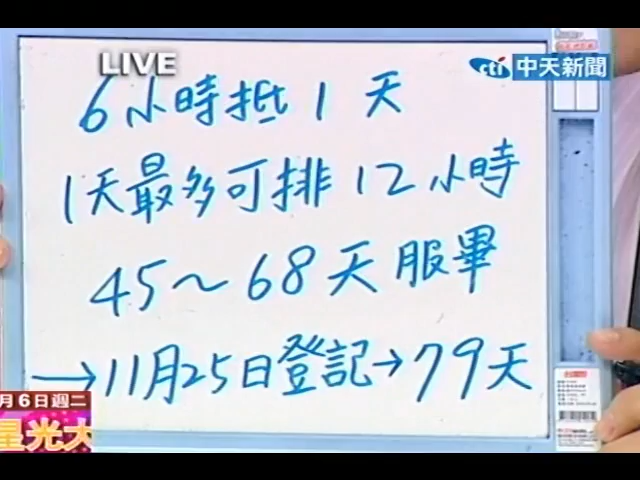 LIVE
cti 中天新聞
6小時抵1天
1天最多可排12小時
45～68天服畢
→11月25日登記→79天
月6日週二
星光大